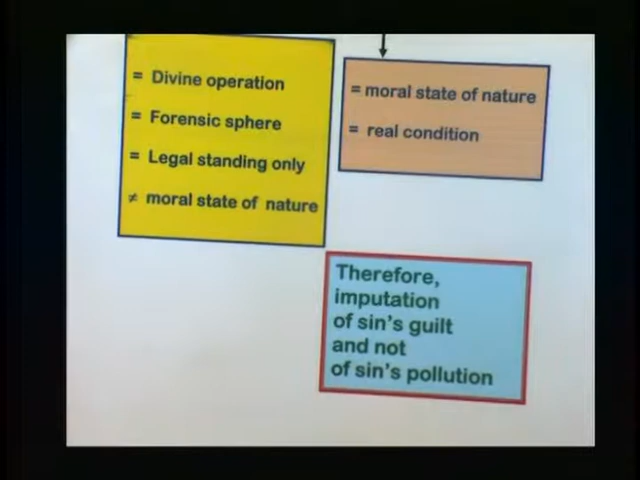 = Divine operation
= Forensic sphere
= Legal standing only
≠ moral state of nature
= moral state of nature
= real condition
Therefore,
imputation
of sin's guilt
and not
of sin's pollution